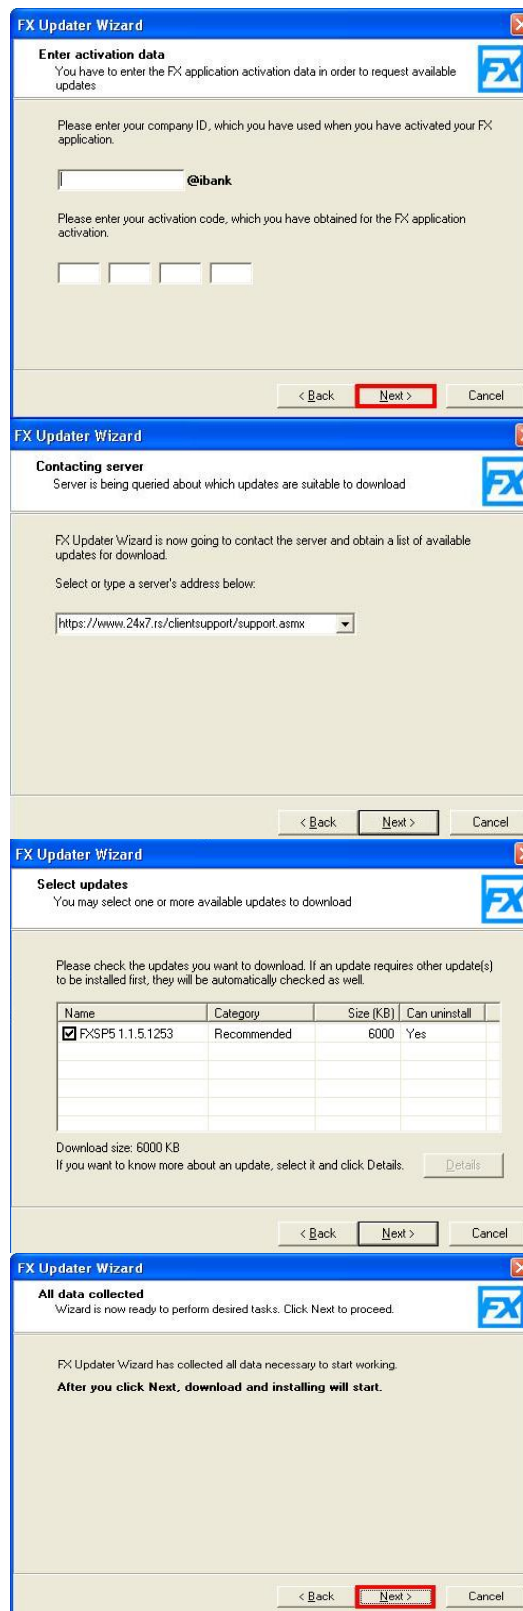 FX Updater Wizard
Enter activation data
You have to enter the FX application activation data in order to request available
updates
FX
Please enter your company ID, which you have used when you have activated your FX
application.
@ibank
Please enter your activation code, which you have obtained for the FX application
activation.
< Back Next > Cancel
FX Updater Wizard
Contacting server
Server is being queried about which updates are suitable to download
FX
FX Updater Wizard is now going to contact the server and obtain a list of available
updates for download.
Select or type a server's address below:
https://www.24x7.rs/clientsupport/support.asmx
< Back Next > Cancel
FX Updater Wizard
Select updates
You may select one or more available updates to download
FX
Please check the updates you want to download. If an update requires other update(s)
to be installed first, they will be automatically checked as well.
Name Category Size (KB) Can uninstall
FXSP5 1.1.5.1253 Recommended 6000 Yes
Download size: 6000 KB
If you want to know more about an update, select it and click Details. Details
< Back Next > Cancel
FX Updater Wizard
All data collected
Wizard is now ready to perform desired tasks. Click Next to proceed.
FX
FX Updater Wizard has collected all data necessary to start working.
After you click Next, download and installing will start.
< Back Next > Cancel